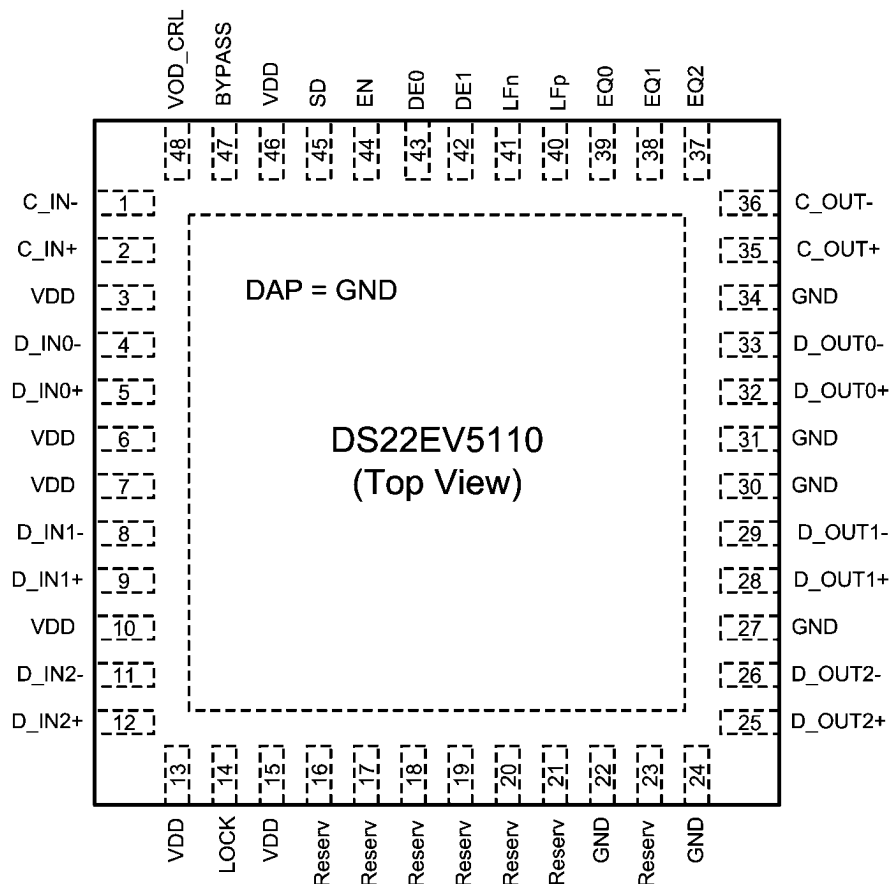 VOD_CRL BYPASS VDD SD EN DE0 DE1 LFn LFp EQ0 EQ1 EQ2
48 47 46 45 44 43 42 41 40 39 38 37
C_IN- 1 36 C_OUT-
C_IN+ 2 35 C_OUT+
VDD 3 34 GND
DAP = GND
D_IN0- 4 33 D_OUT0-
D_IN0+ 5 32 D_OUT0+
VDD 6 31 GND
DS22EV5110
VDD 7 30 GND
(Top View)
D_IN1- 8 29 D_OUT1-
D_IN1+ 9 28 D_OUT1+
VDD 10 27 GND
D_IN2- 11 26 D_OUT2-
D_IN2+ 12 25 D_OUT2+
13 14 15 16 17 18 19 20 21 22 23 24
VDD LOCK VDD Reserv Reserv Reserv Reserv Reserv Reserv GND Reserv GND